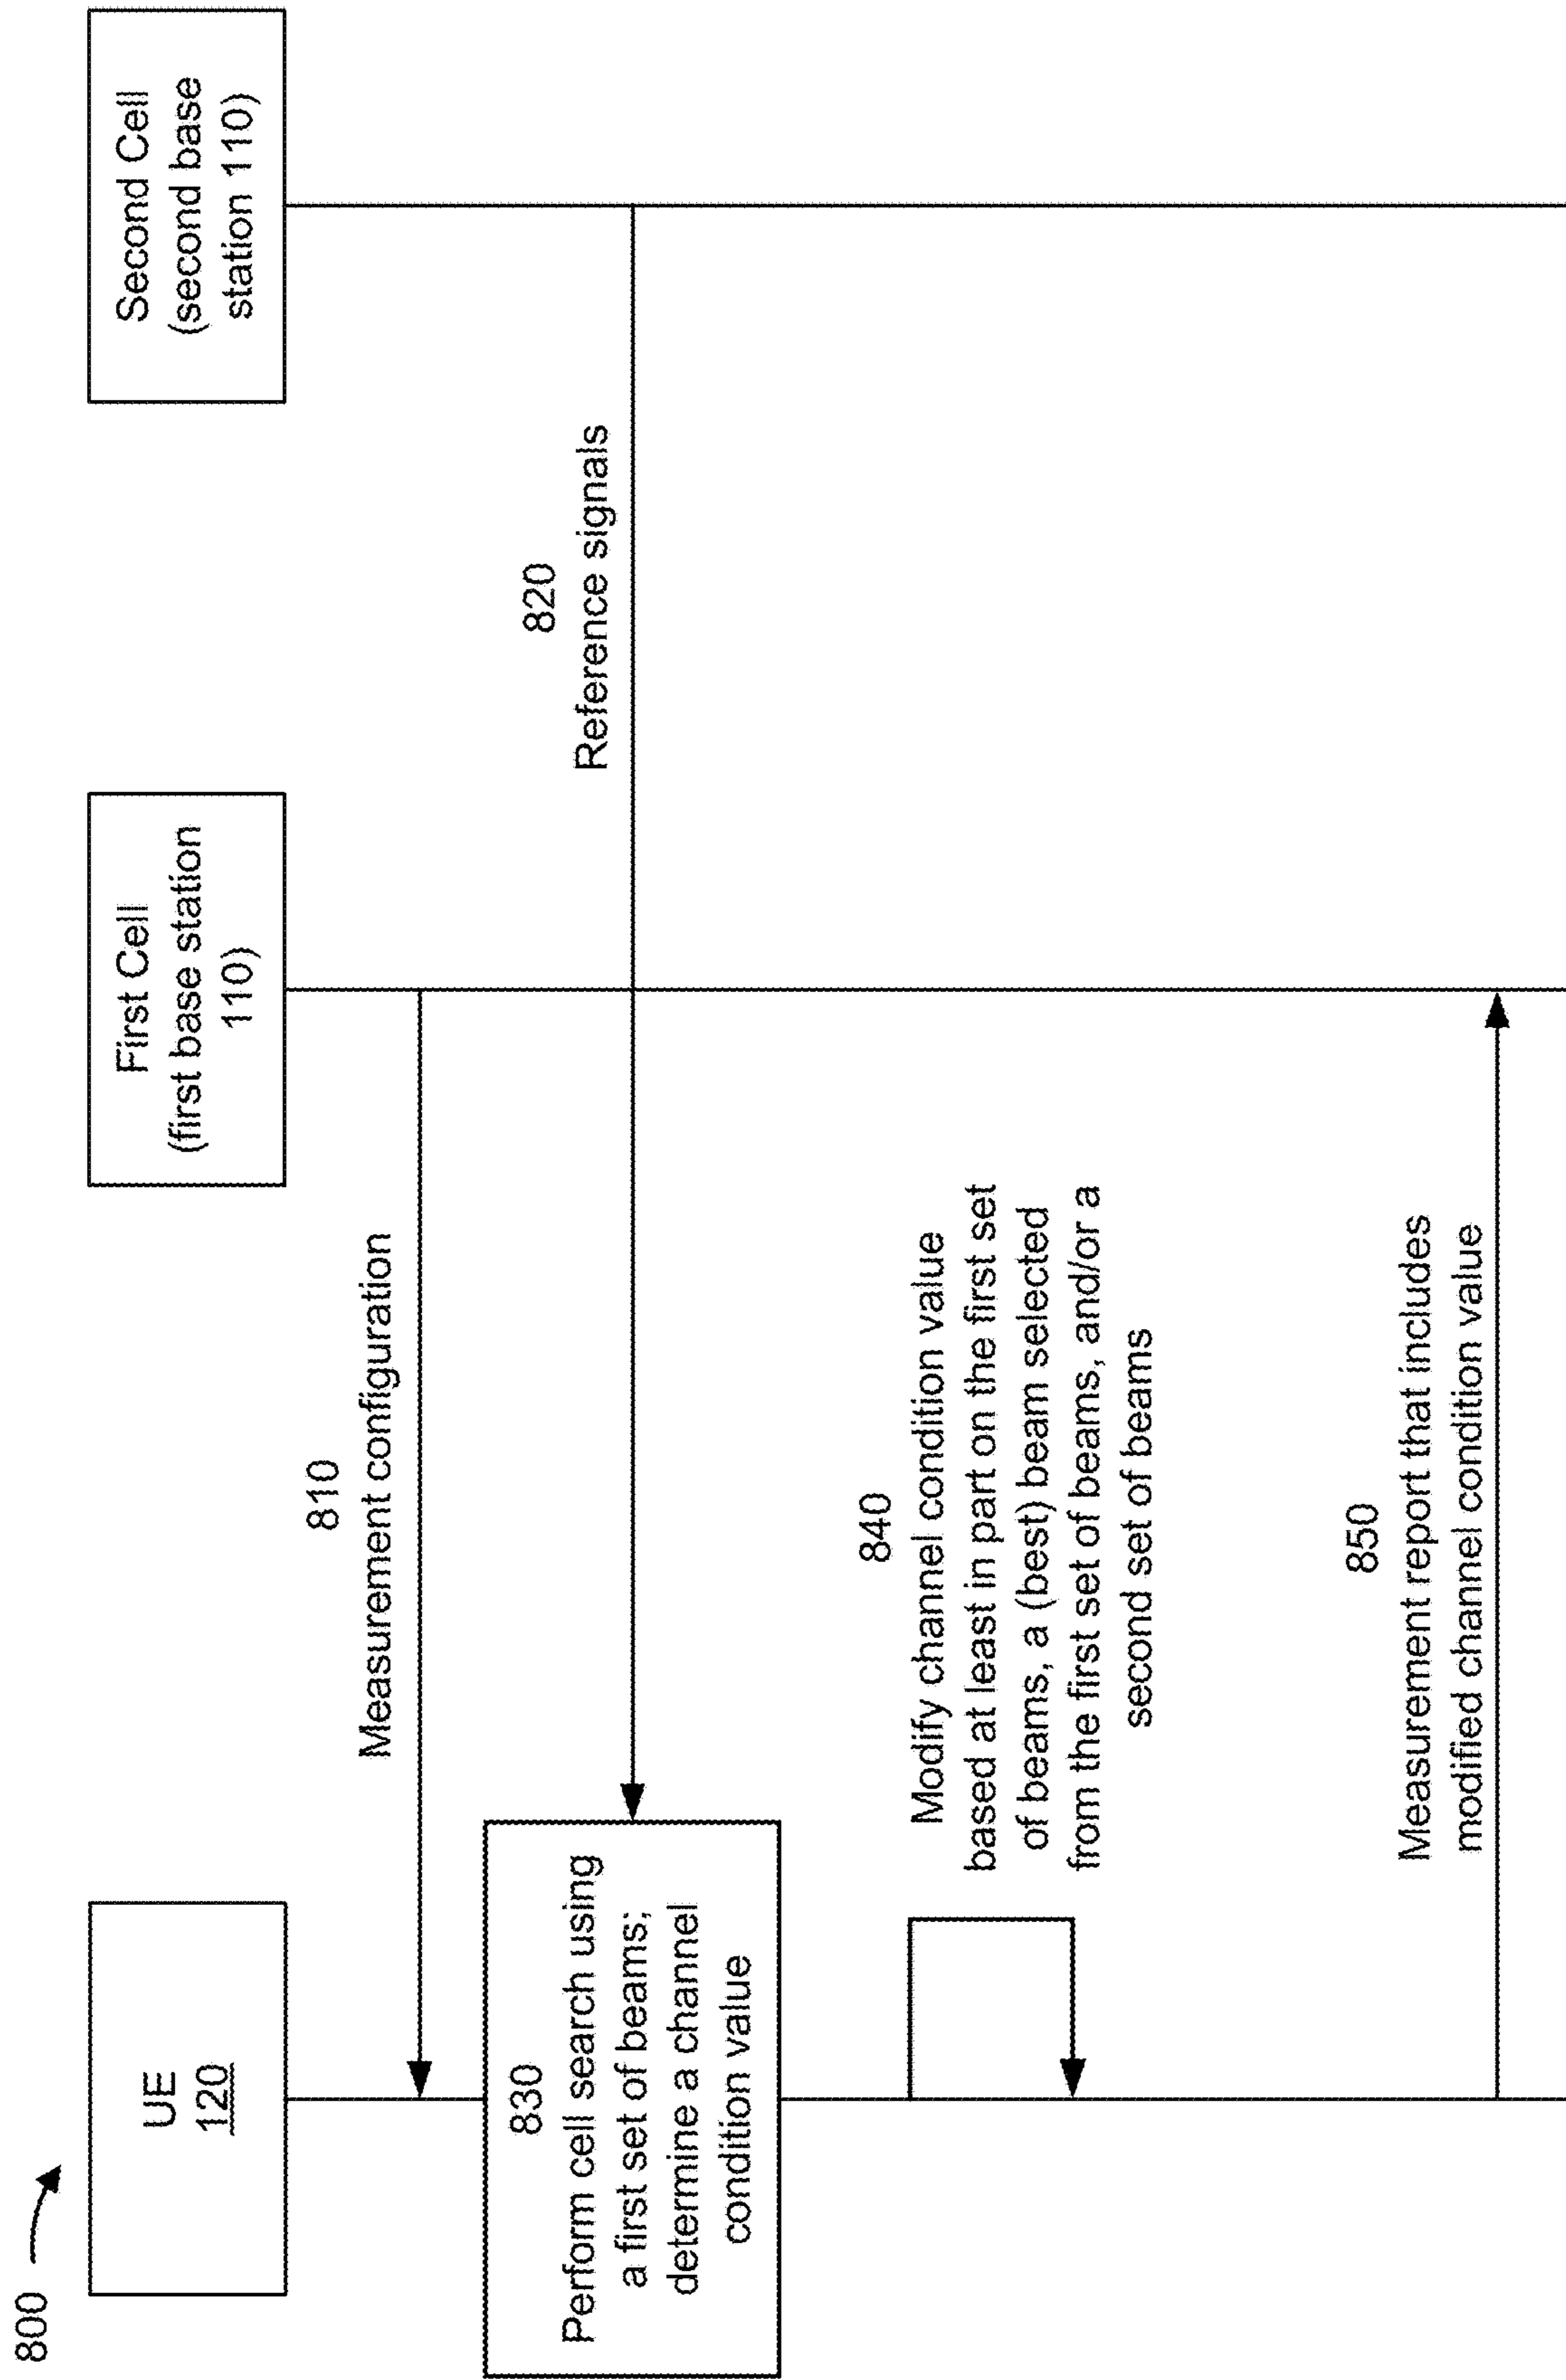 800
UE
120
First Cell
(first base station
110)
Second Cell
(second base
station 110)
810
Measurement configuration
820
Reference signals
830
Perform cell search using
a first set of beams;
determine a channel
condition value
840
Modify channel condition value
based at least in part on the first set
of beams, a (best) beam selected
from the first set of beams, and/or a
second set of beams
850
Measurement report that includes
modified channel condition value